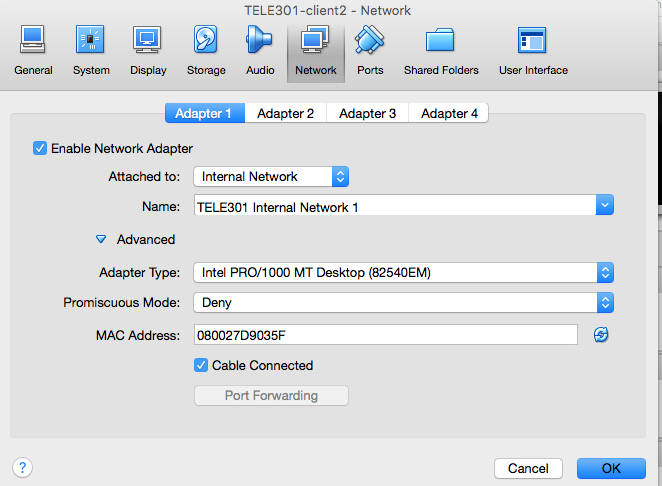 TELE301-client2 - Network
General System Display Storage Audio Network Ports Shared Folders User Interface
Adapter 1 Adapter 2 Adapter 3 Adapter 4
Enable Network Adapter
Attached to: Internal Network
Name: TELE301 Internal Network 1
Advanced
Adapter Type: Intel PRO/1000 MT Desktop (82540EM)
Promiscuous Mode: Deny
MAC Address: 080027D9035F
Cable Connected
Port Forwarding
? Cancel OK